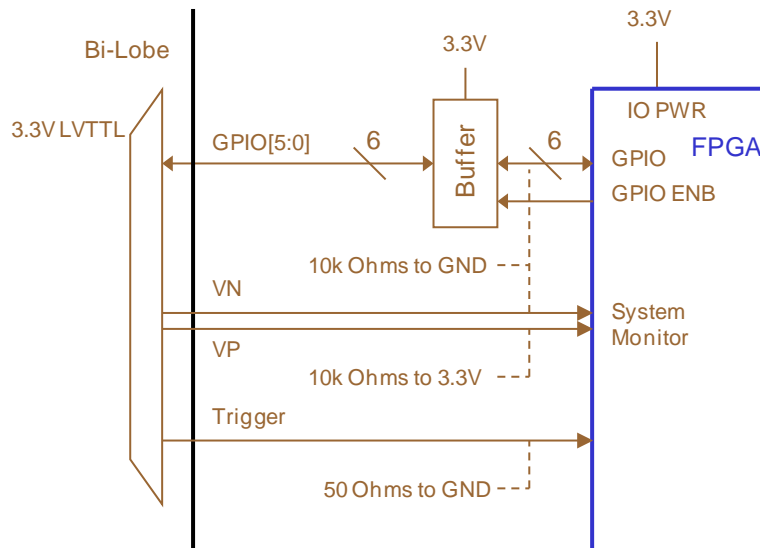 3.3V
Bi-Lobe
3.3V
3.3V LVTTL
IO PWR
GPIO[5:0]
6
Buffer
6
GPIO
FPGA
GPIO ENB
10k Ohms to GND
VN
System
Monitor
VP
10k Ohms to 3.3V
Trigger
50 Ohms to GND